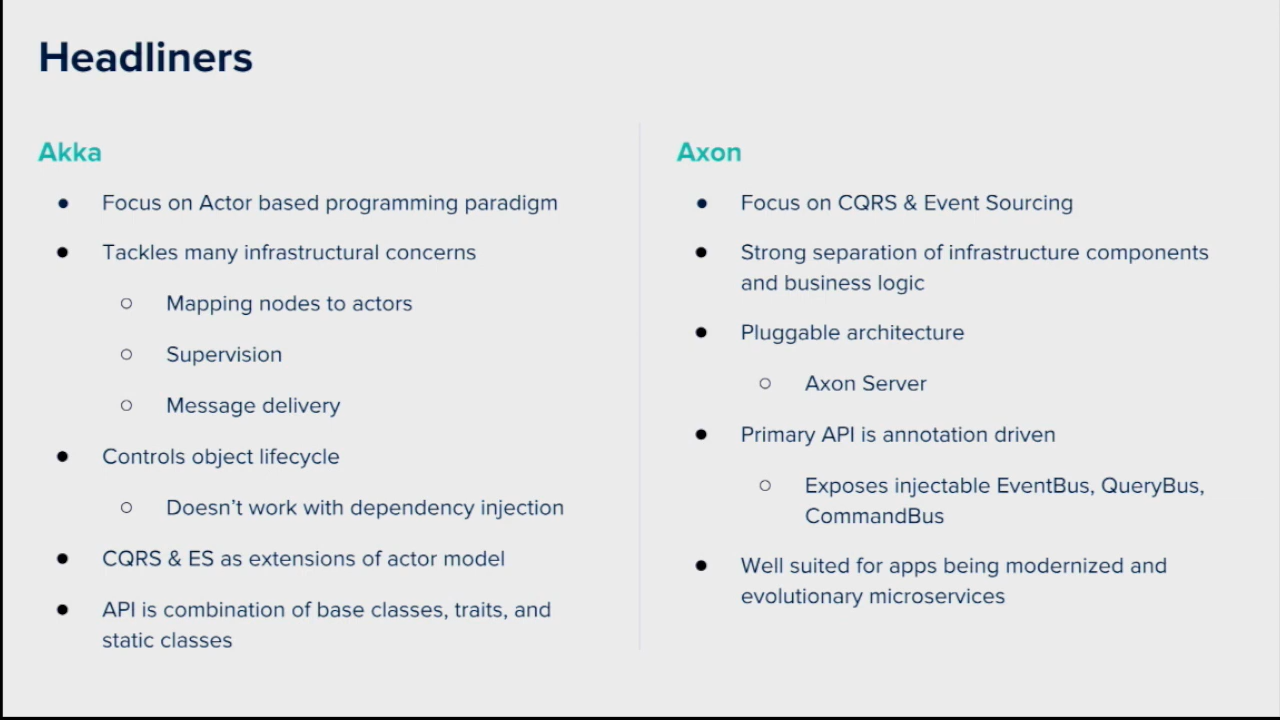 Headliners
Akka
● Focus on Actor based programming paradigm
● Tackles many infrastructural concerns
○ Mapping nodes to actors
○ Supervision
○ Message delivery
● Controls object lifecycle
○ Doesn’t work with dependency injection
● CQRS & ES as extensions of actor model
● API is combination of base classes, traits, and
static classes
Axon
● Focus on CQRS & Event Sourcing
● Strong separation of infrastructure components
and business logic
● Pluggable architecture
○ Axon Server
● Primary API is annotation driven
○ Exposes injectable EventBus, QueryBus,
CommandBus
● Well suited for apps being modernized and
evolutionary microservices